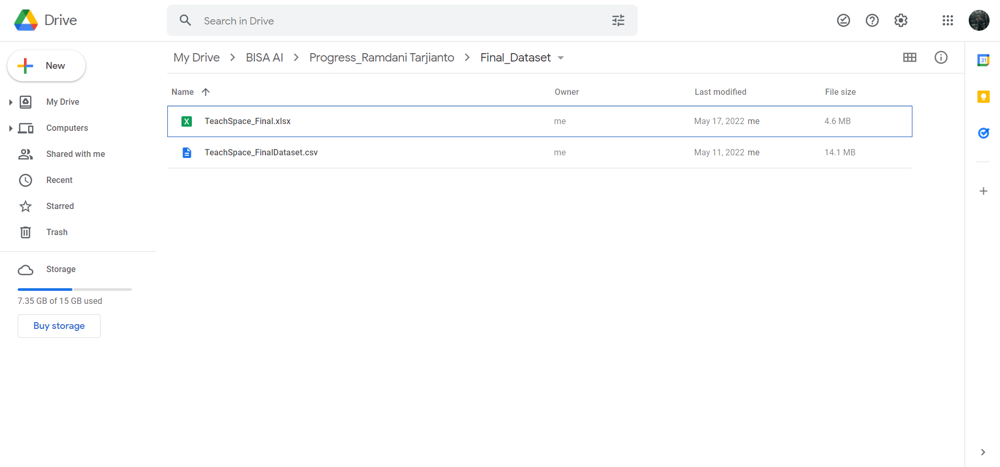 Drive
Search in Drive
New
My Drive
Computers
Shared with me
Recent
Starred
Trash
Storage
7.35 GB of 15 GB used
Buy storage
My Drive > BISA AI > Progress_Ramdani Tarjianto > Final_Dataset
Name Owner Last modified File size
TeachSpace_Final.xlsx me May 17, 2022 me 4.6 MB
TeachSpace_FinalDataset.csv me May 11, 2022 me 14.1 MB
31